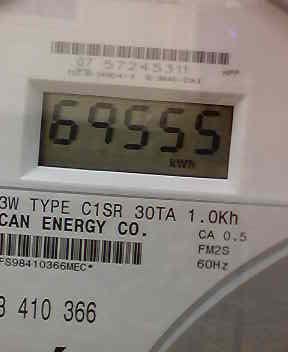 07 57245311
69555
kWh
3W TYPE C1SR 30TA 1.0Kh
CAN ENERGY CO.
CA 0.5
FM2S
FS98410366MEC*
60Hz
8 410 366